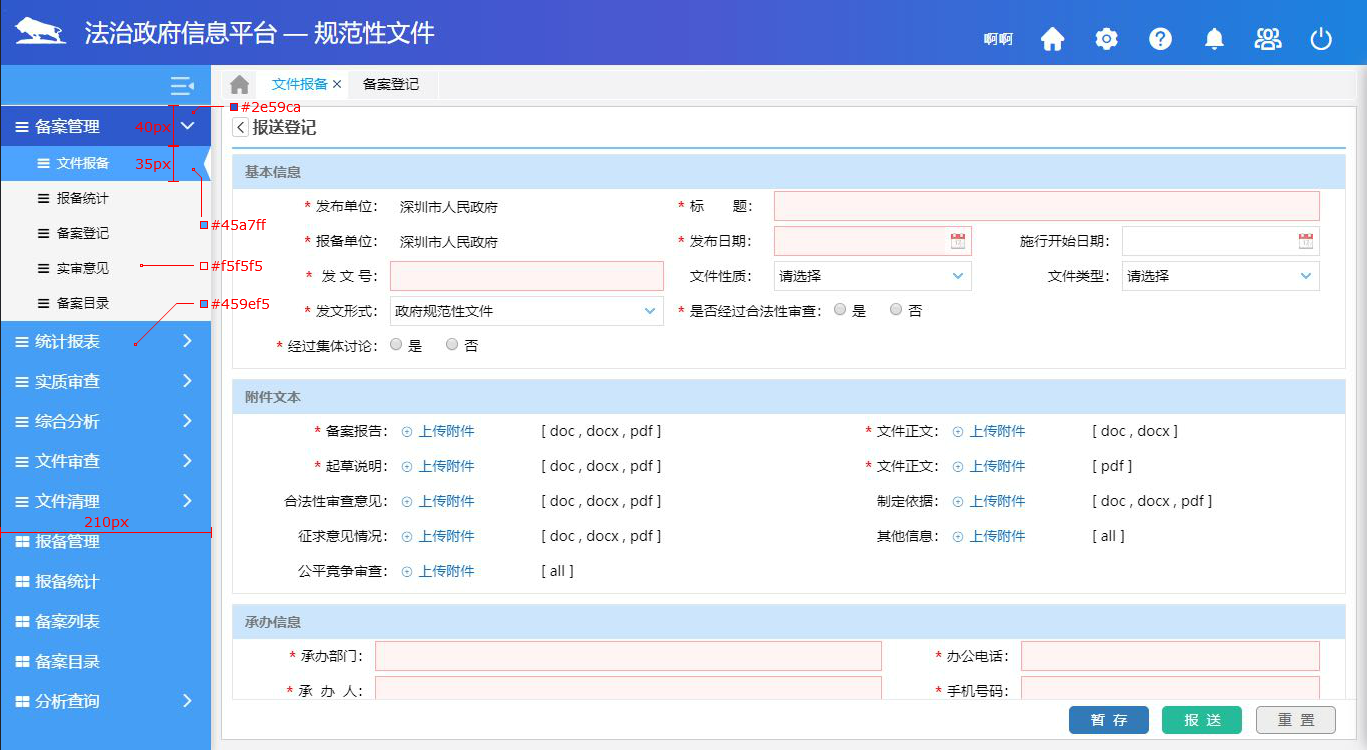 法治政府信息平台 — 规范性文件
啊啊
文件报备 × 备案登记
#2e59ca
备案管理 40px
文件报备 35px
报备统计
#45a7ff
备案登记
实审意见 #f5f5f5
备案目录 #459ef5
统计报表
实质审查
综合分析
文件审查
文件清理
210px
报备管理
报备统计
备案列表
备案目录
分析查询
报送登记
基本信息
* 发布单位: 深圳市人民政府 * 标 题:
* 报备单位: 深圳市人民政府 * 发布日期: 施行开始日期:
* 发 文 号: 文件性质: 请选择 文件类型: 请选择
* 发文形式: 政府规范性文件 * 是否经过合法性审查: 是 否
* 经过集体讨论: 是 否
附件文本
* 备案报告: 上传附件 [ doc , docx , pdf ] * 文件正文: 上传附件 [ doc , docx ]
* 起草说明: 上传附件 [ doc , docx , pdf ] * 文件正文: 上传附件 [ pdf ]
合法性审查意见: 上传附件 [ doc , docx , pdf ] 制定依据: 上传附件 [ doc , docx , pdf ]
征求意见情况: 上传附件 [ doc , docx , pdf ] 其他信息: 上传附件 [ all ]
公平竞争审查: 上传附件 [ all ]
承办信息
* 承办部门: * 办公电话:
* 承 办 人: * 手机号码:
暂 存 报 送 重 置